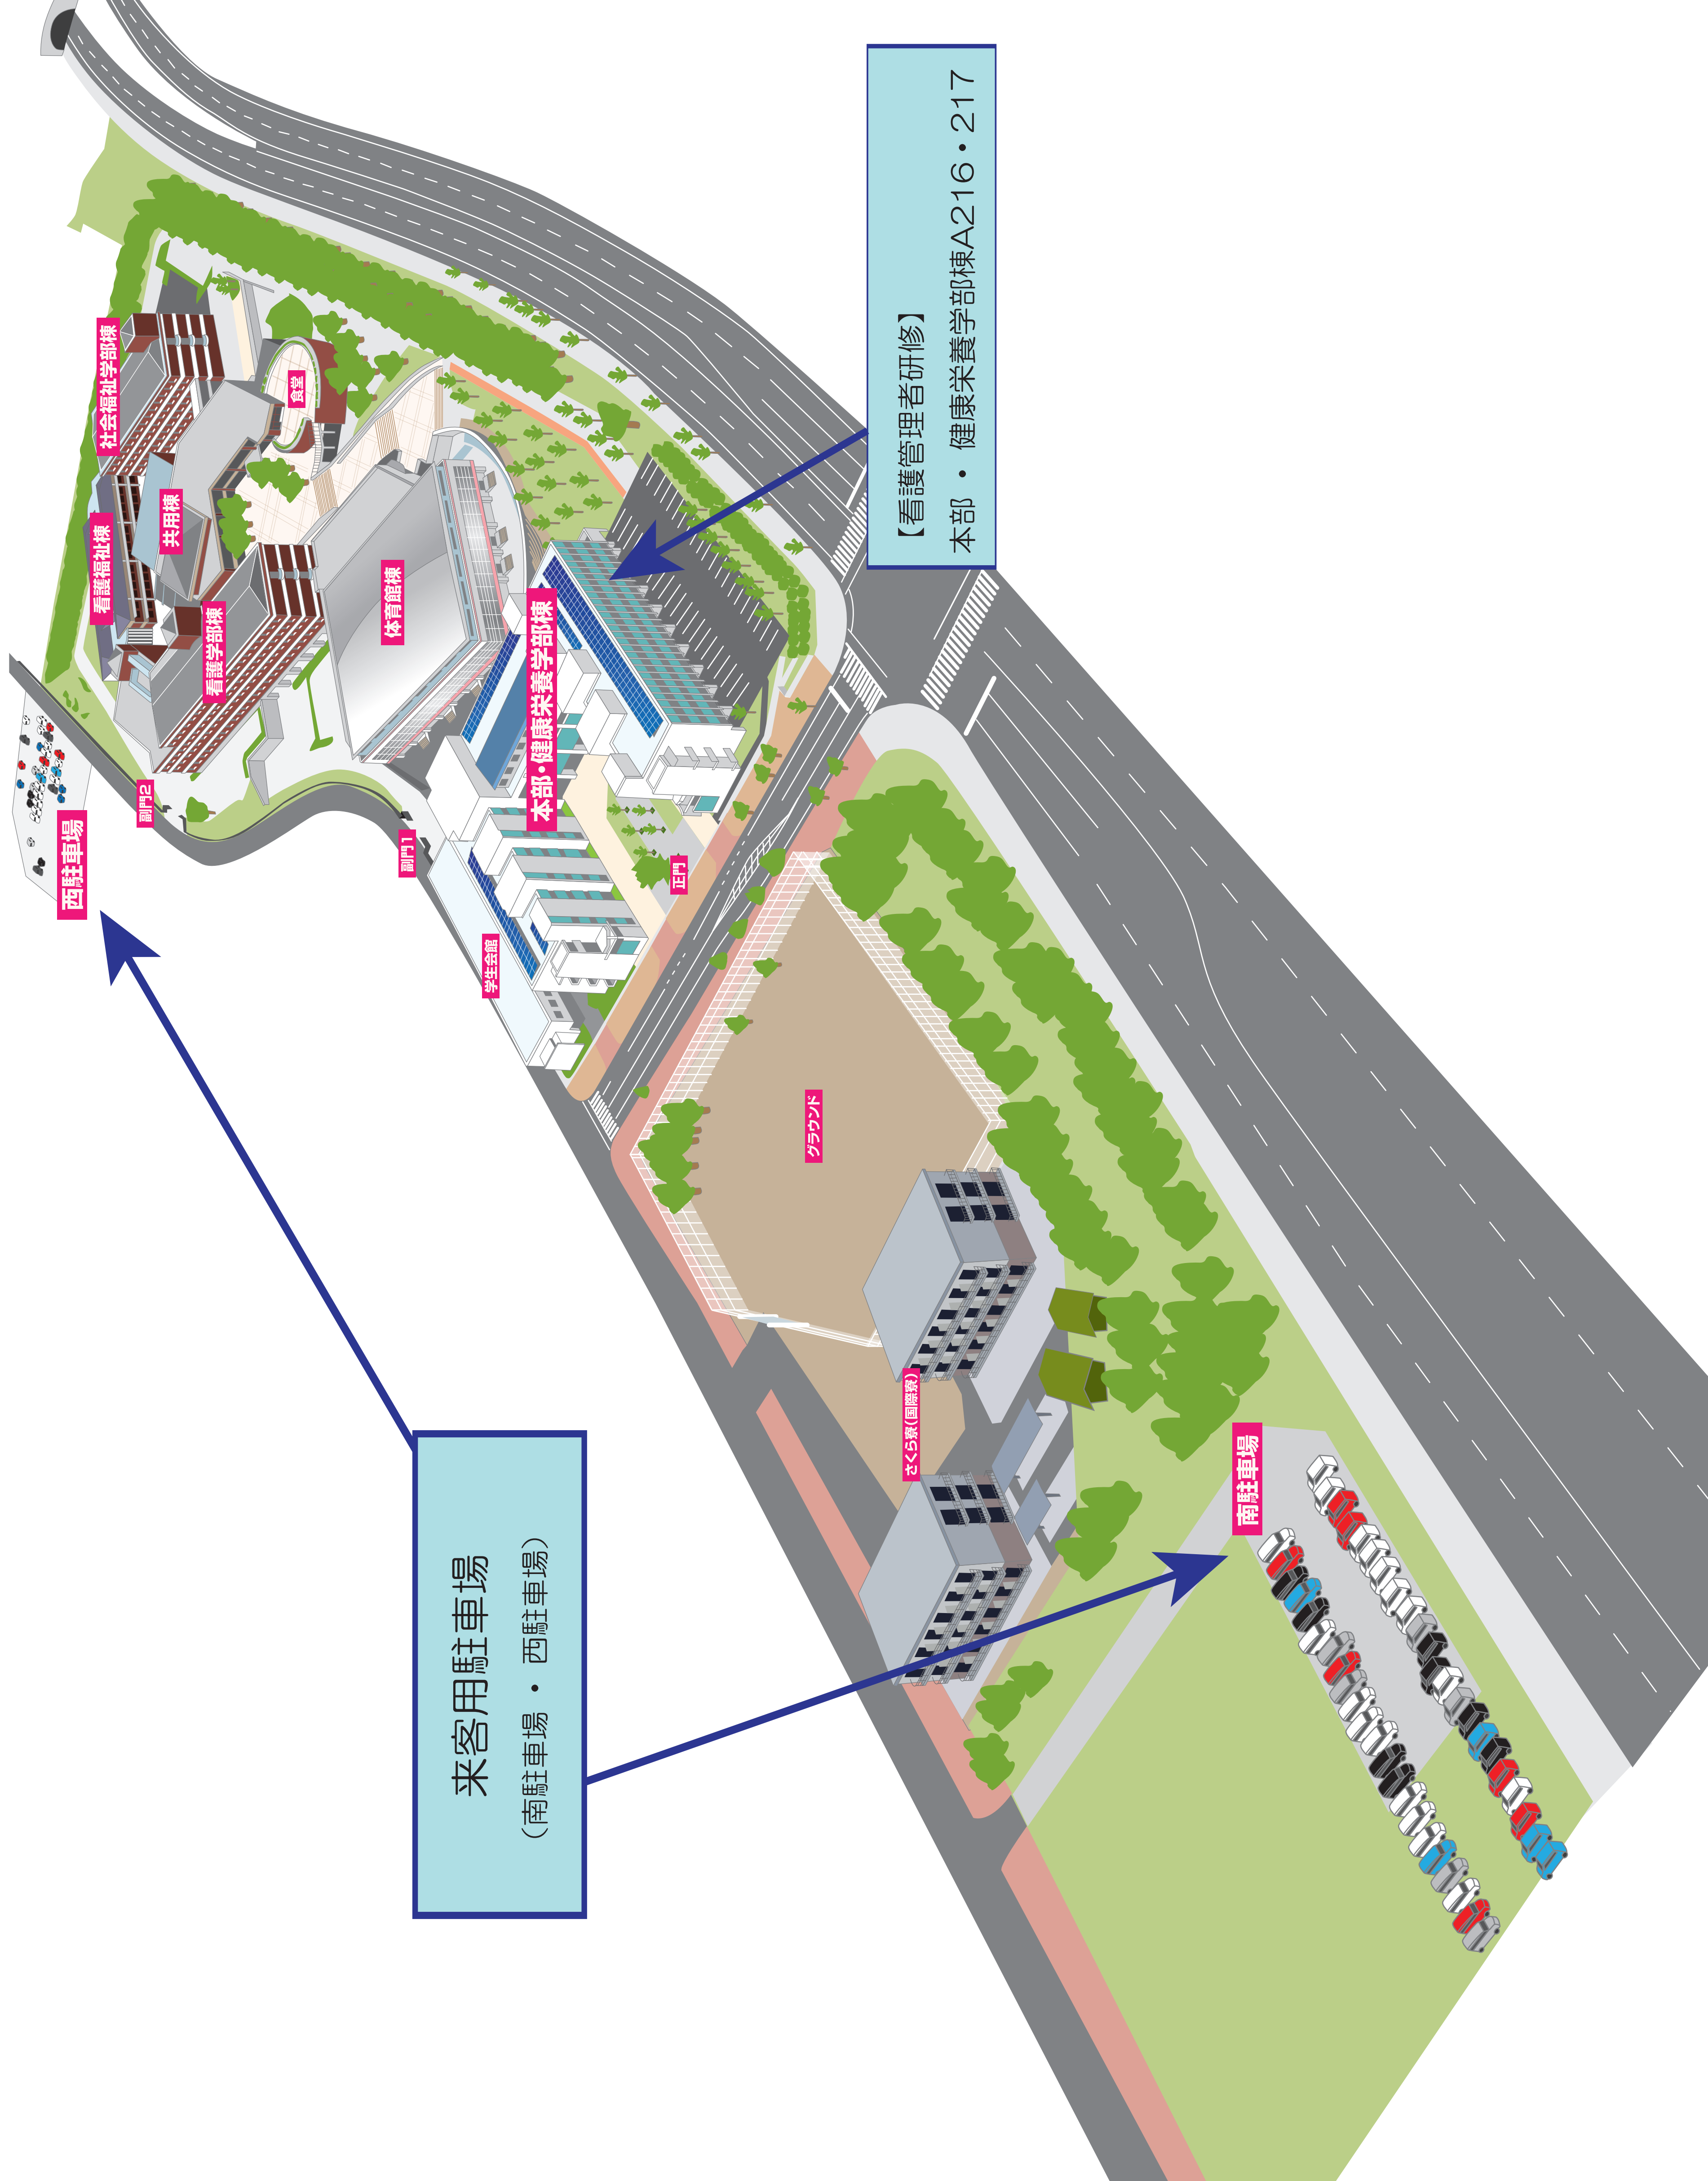 西駐車場
副門2
看護福祉棟
社会福祉学部棟
共用棟
看護学部棟
食堂
体育館棟
副門1
学生会館
本部・健康栄養学部棟
正門
グラウンド
さくら寮(国際寮)
南駐車場
来客用駐車場
(南駐車場 ・ 西駐車場)
【看護管理者研修】
本部 ・ 健康栄養学部棟A216・217